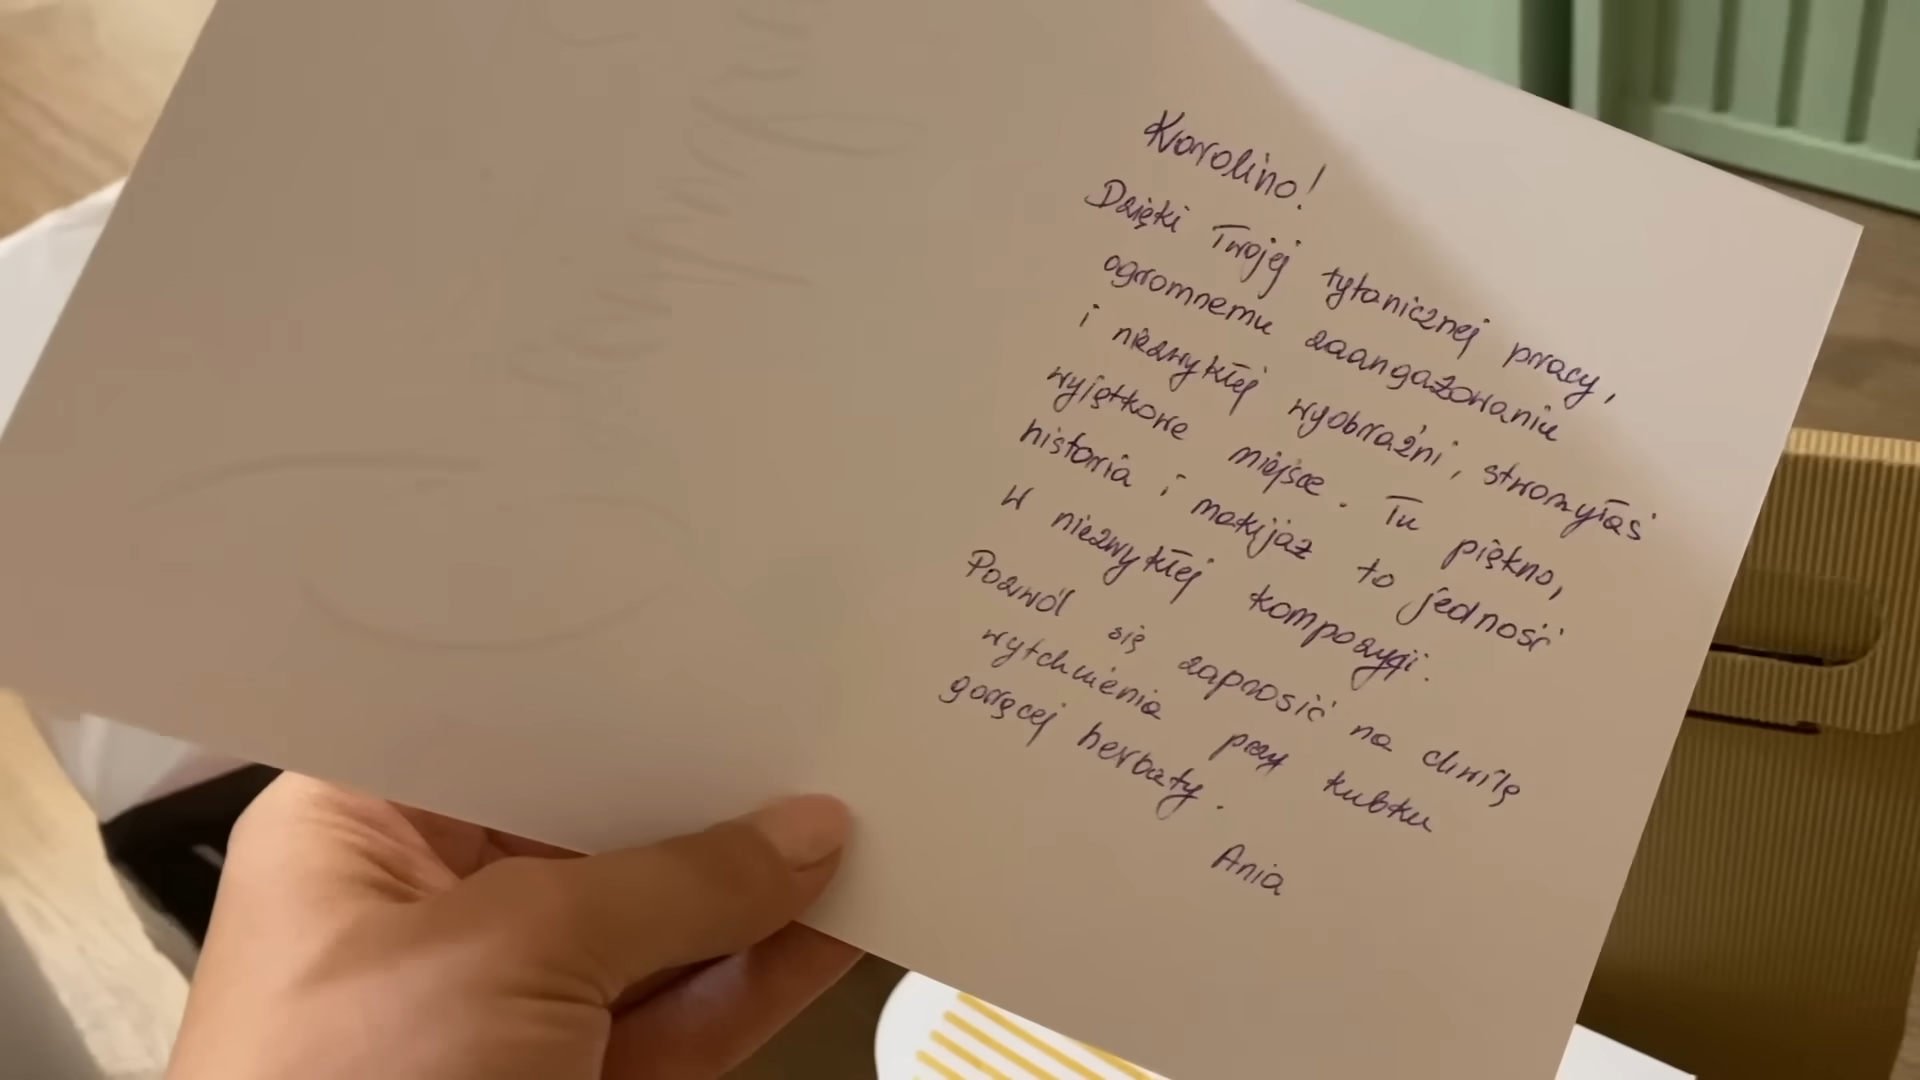 Karolino!
Dzięki Twojej tytanicznej pracy,
ogromnemu zaangażowaniu
i niezwykłej wyobraźni, stworzyłaś
wyjątkowe miejsce. Tu piękno,
historia i makijaż to jedność
w niezwykłej kompozycji.
Pozwól się zaprosić na chwilę
wytchnienia przy kubku
gorącej herbaty.
Ania